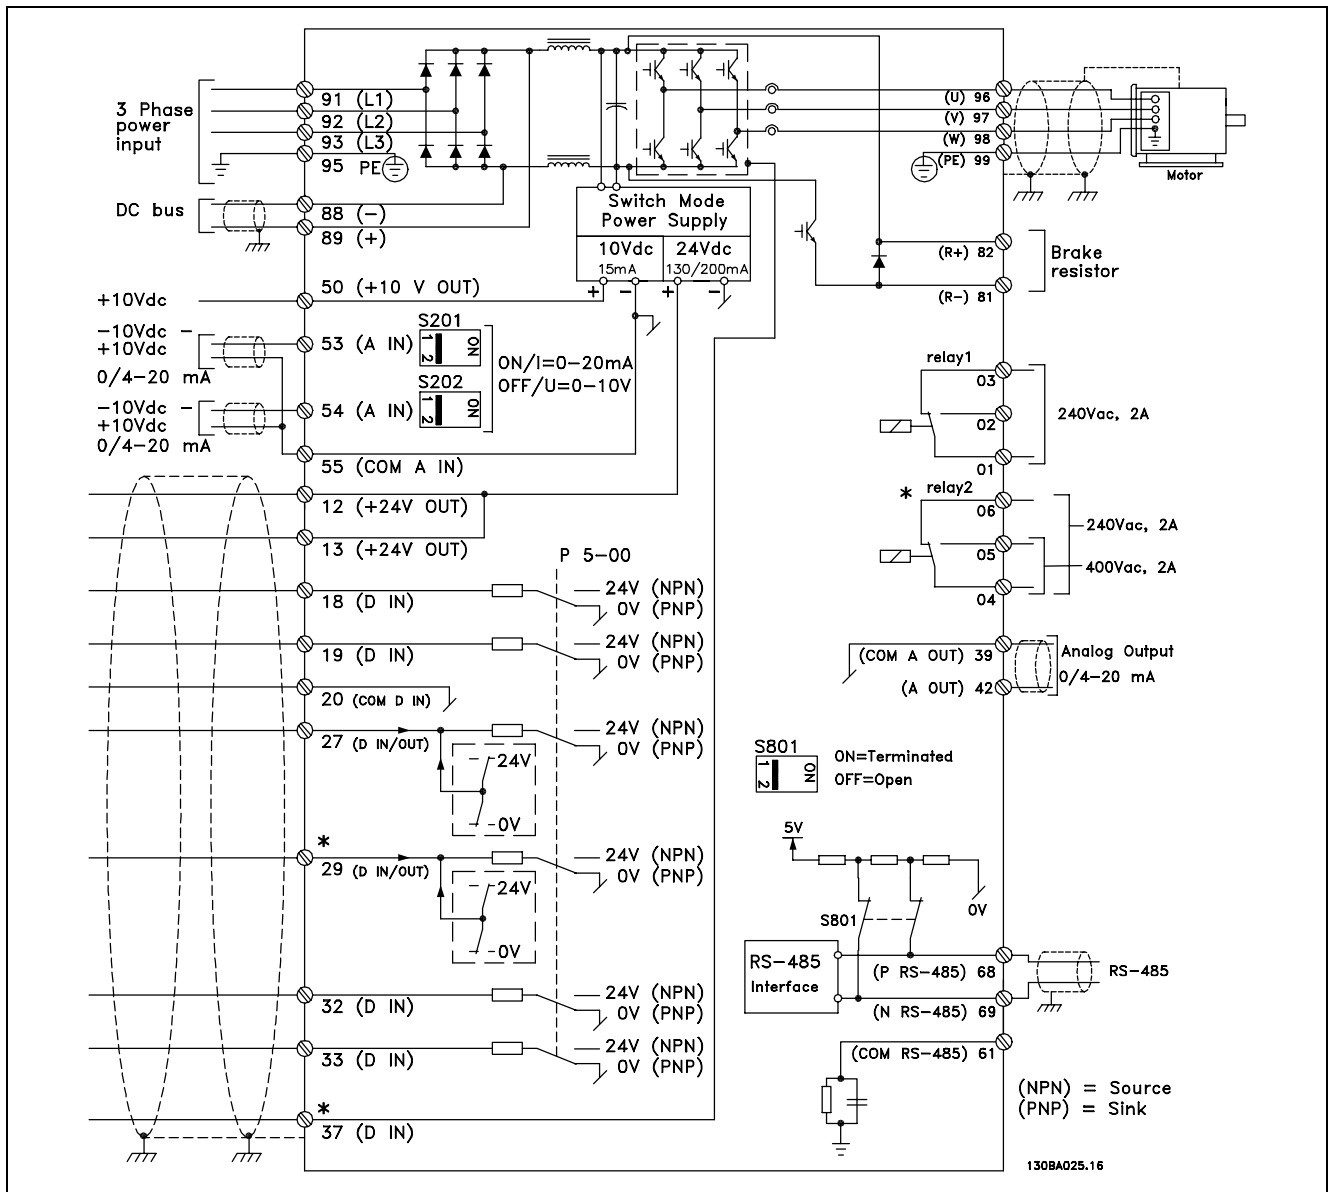 3 Phase
power
input
91 (L1)
92 (L2)
93 (L3)
95 PE
DC bus
88 (-)
89 (+)
Switch Mode
Power Supply
10Vdc
15mA
24Vdc
130/200mA
+ - + -
(U) 96
(V) 97
(W) 98
(PE) 99
Motor
(R+) 82
(R-) 81
Brake
resistor
+10Vdc
50 (+10 V OUT)
-10Vdc -
+10Vdc
0/4-20 mA
53 (A IN)
S201
1 2
ON
ON/I=0-20mA
OFF/U=0-10V
-10Vdc -
+10Vdc
0/4-20 mA
54 (A IN)
S202
1 2
ON
55 (COM A IN)
12 (+24V OUT)
13 (+24V OUT)
P 5-00
18 (D IN)
24V (NPN)
0V (PNP)
19 (D IN)
24V (NPN)
0V (PNP)
20 (COM D IN)
27 (D IN/OUT)
24V (NPN)
0V (PNP)
24V
0V
*
29 (D IN/OUT)
24V (NPN)
0V (PNP)
24V
0V
32 (D IN)
24V (NPN)
0V (PNP)
33 (D IN)
24V (NPN)
0V (PNP)
*
37 (D IN)
relay1
03
02
01
240Vac, 2A
*
relay2
06
05
04
240Vac, 2A
400Vac, 2A
(COM A OUT) 39
(A OUT) 42
Analog Output
0/4-20 mA
S801
1 2
ON
ON=Terminated
OFF=Open
5V
0V
S801
RS-485
Interface
(P RS-485) 68
(N RS-485) 69
RS-485
(COM RS-485) 61
(NPN) = Source
(PNP) = Sink
130BA025.16